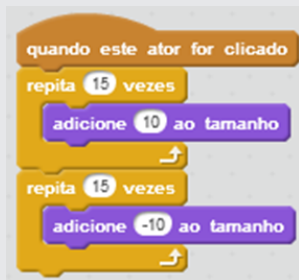 quando este ator for clicado
repita 15 vezes
adicione 10 ao tamanho
repita 15 vezes
adicione -10 ao tamanho